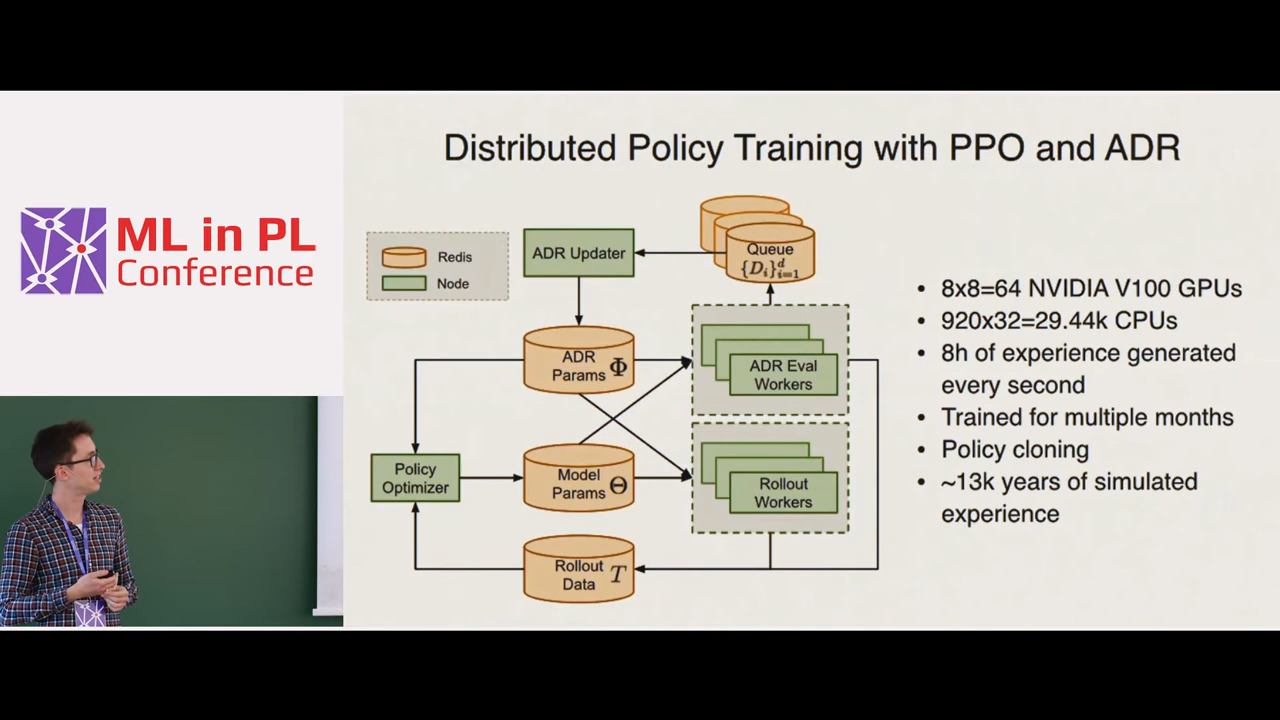 ML in PL
Conference
Distributed Policy Training with PPO and ADR
Redis
Node
ADR Updater
Queue
{D_i}^d_{i=1}
ADR
Params Φ
ADR Eval
Workers
Policy
Optimizer
Model
Params Θ
Rollout
Workers
Rollout
Data T
• 8x8=64 NVIDIA V100 GPUs
• 920x32=29.44k CPUs
• 8h of experience generated
every second
• Trained for multiple months
• Policy cloning
• ~13k years of simulated
experience